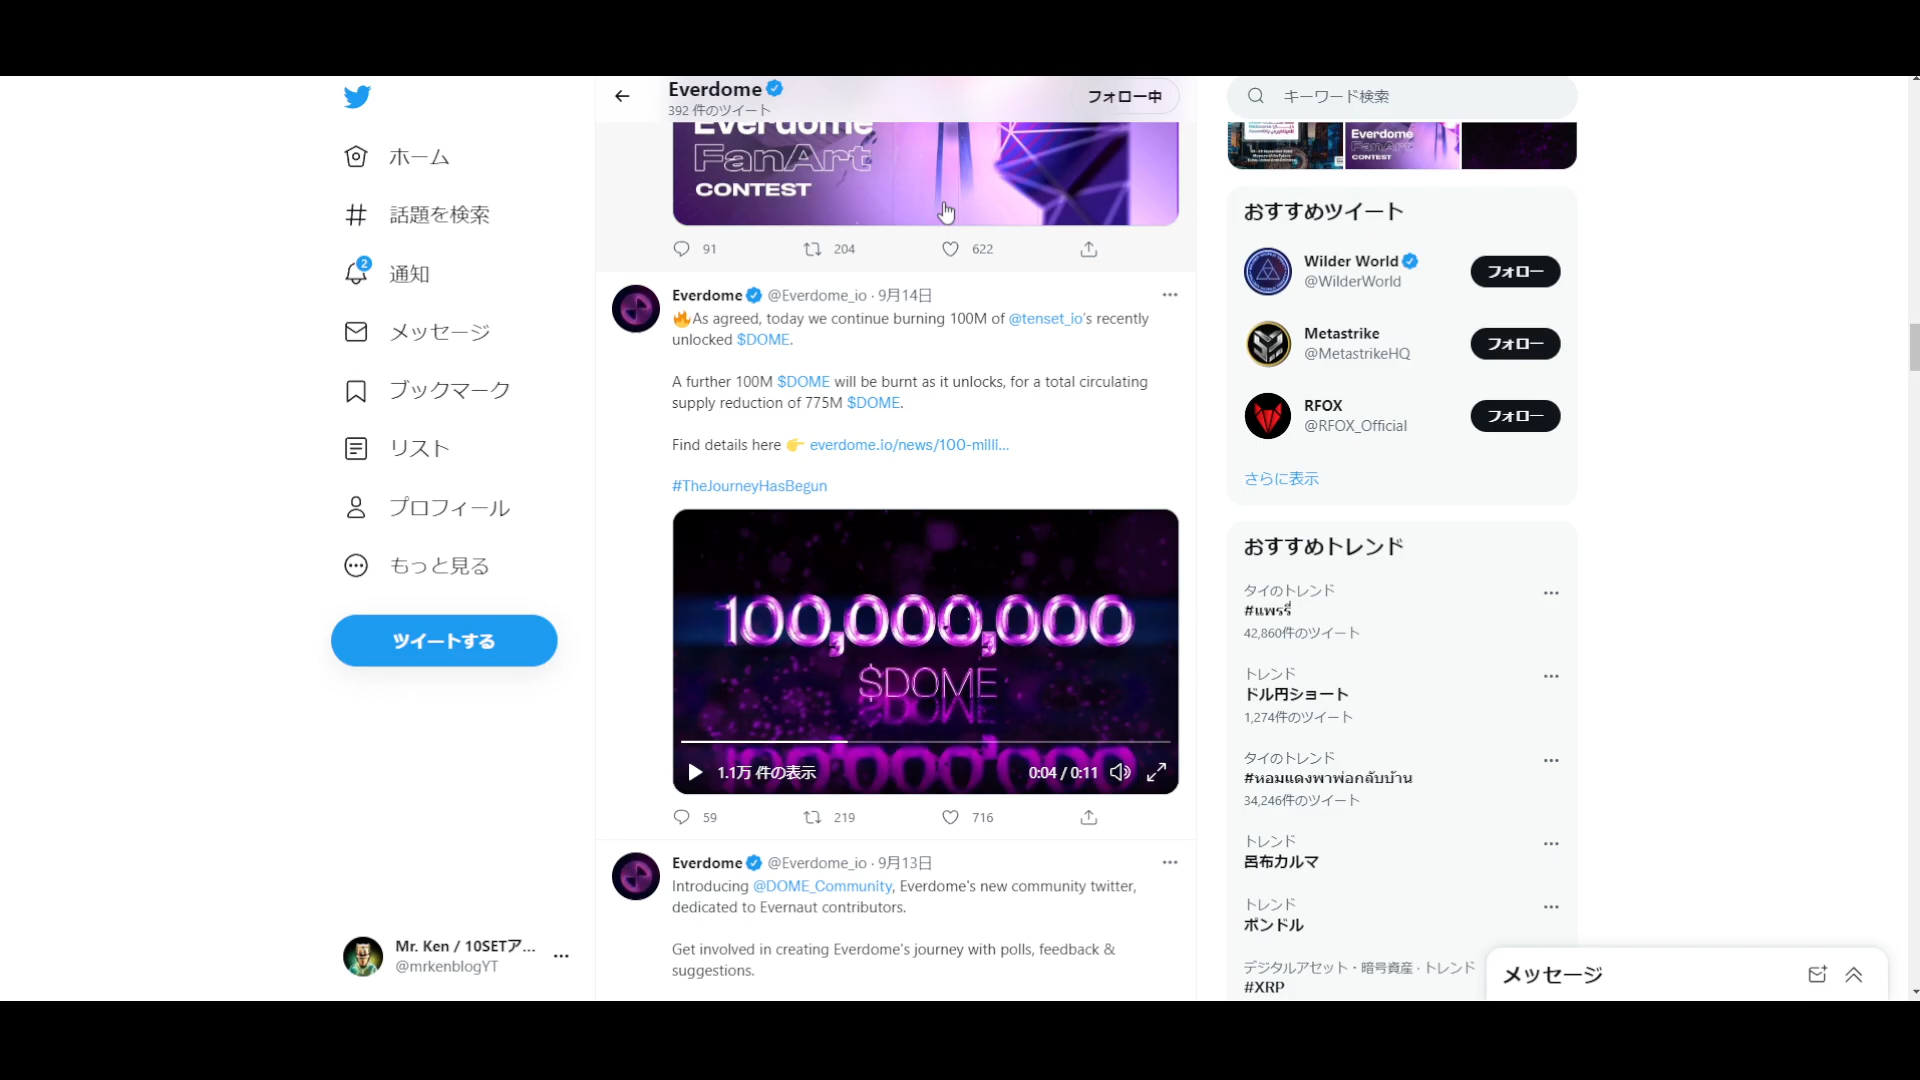 ホーム
話題を検索
2
通知
メッセージ
ブックマーク
リスト
プロフィール
もっと見る
ツイートする
Mr. Ken / 10SETア...
@mrkenblogYT
Everdome
392 件のツイート
フォロー中
Everdome
FanArt
CONTEST
91 204 622
Everdome @Everdome_io · 9月14日
🔥As agreed, today we continue burning 100M of @tenset_io's recently
unlocked $DOME.
A further 100M $DOME will be burnt as it unlocks, for a total circulating
supply reduction of 775M $DOME.
Find details here 👉 everdome.io/news/100-milli...
#TheJourneyHasBegun
100,000,000
$DOME
1.1万 件の表示
0:04 / 0:11
59 219 716
Everdome @Everdome_io · 9月13日
Introducing @DOME_Community, Everdome's new community twitter,
dedicated to Evernaut contributors.
Get involved in creating Everdome's journey with polls, feedback &
suggestions.
キーワード検索
Everdome
FanArt
CONTEST
おすすめツイート
Wilder World
@WilderWorld
フォロー
Metastrike
@MetastrikeHQ
フォロー
RFOX
@RFOX_Official
フォロー
さらに表示
おすすめトレンド
タイのトレンド
#แพรรี่
42,860件のツイート
トレンド
ドル円ショート
1,274件のツイート
タイのトレンド
#หอมแดงพาพ่อกลับบ้าน
34,246件のツイート
トレンド
呂布カルマ
トレンド
ポンドル
デジタルアセット・暗号資産 · トレンド
#XRP
メッセージ